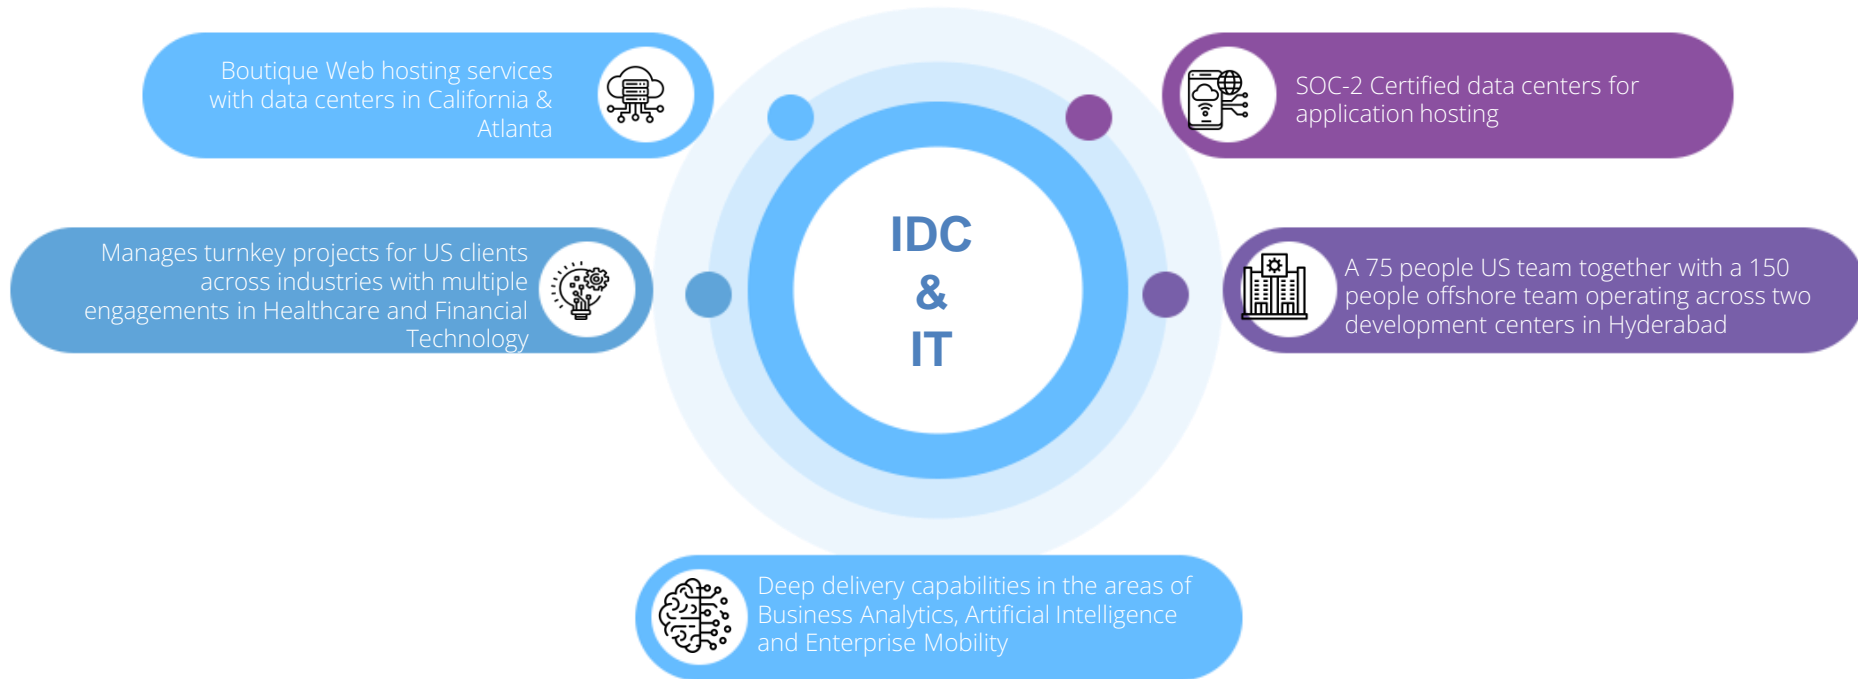 Boutique Web hosting services
with data centers in California &
Atlanta
SOC-2 Certified data centers for
application hosting
Manages turnkey projects for US clients
across industries with multiple
engagements in Healthcare and Financial
Technology
IDC
&
IT
A 75 people US team together with a 150
people offshore team operating across two
development centers in Hyderabad
Deep delivery capabilities in the areas of
Business Analytics, Artificial Intelligence
and Enterprise Mobility